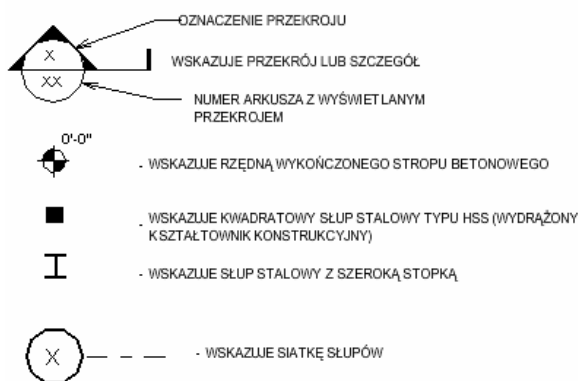 OZNACZENIE PRZEKROJU
X
WSKAZUJE PRZEKRÓJ LUB SZCZEGÓŁ
XX
NUMER ARKUSZA Z WYŚWIETLANYM
PRZEKROJEM
0'-0"
- WSKAZUJE RZĘDNĄ WYKOŃCZONEGO STROPU BETONOWEGO
- WSKAZUJE KWADRATOWY SŁUP STALOWY TYPU HSS (WYDRĄŻONY
KSZTAŁTOWNIK KONSTRUKCYJNY)
- WSKAZUJE SŁUP STALOWY Z SZEROKĄ STOPKĄ
X
- WSKAZUJE SIATKĘ SŁUPÓW